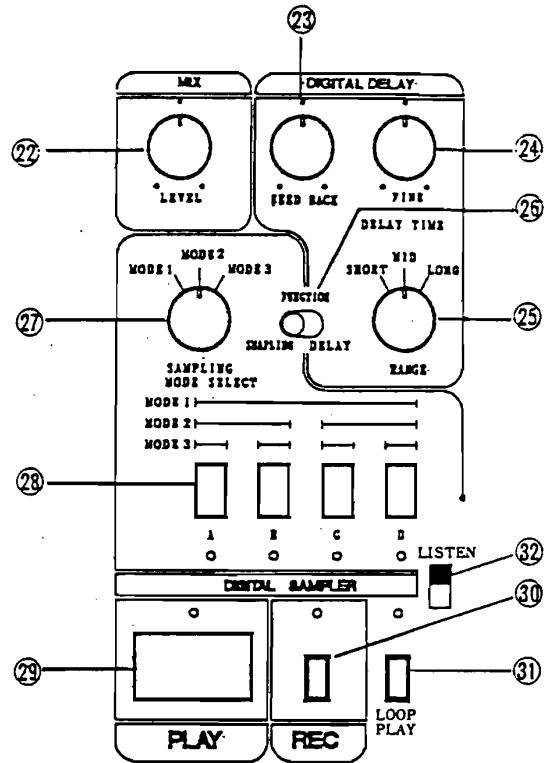 23
MIX DIGITAL DELAY
22 24
LEVEL FEED BACK FINE
26
DELAY TIME
MODE 1 MODE 2 MODE 3
FUNCTION
SHORT MID LONG
27 25
SMAPLING DELAY
SAMPLING
MODE SELECT
RANGE
MODE 1
MODE 2
MODE 3
28
A B C D
LISTEN 32
DIGITAL SAMPLER
30
29 31
LOOP
PLAY
PLAY REC